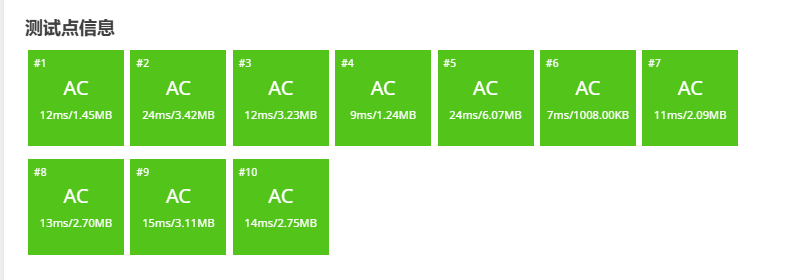 测试点信息
#1
AC
12ms/1.45MB
#2
AC
24ms/3.42MB
#3
AC
12ms/3.23MB
#4
AC
9ms/1.24MB
#5
AC
24ms/6.07MB
#6
AC
7ms/1008.00KB
#7
AC
11ms/2.09MB
#8
AC
13ms/2.70MB
#9
AC
15ms/3.11MB
#10
AC
14ms/2.75MB